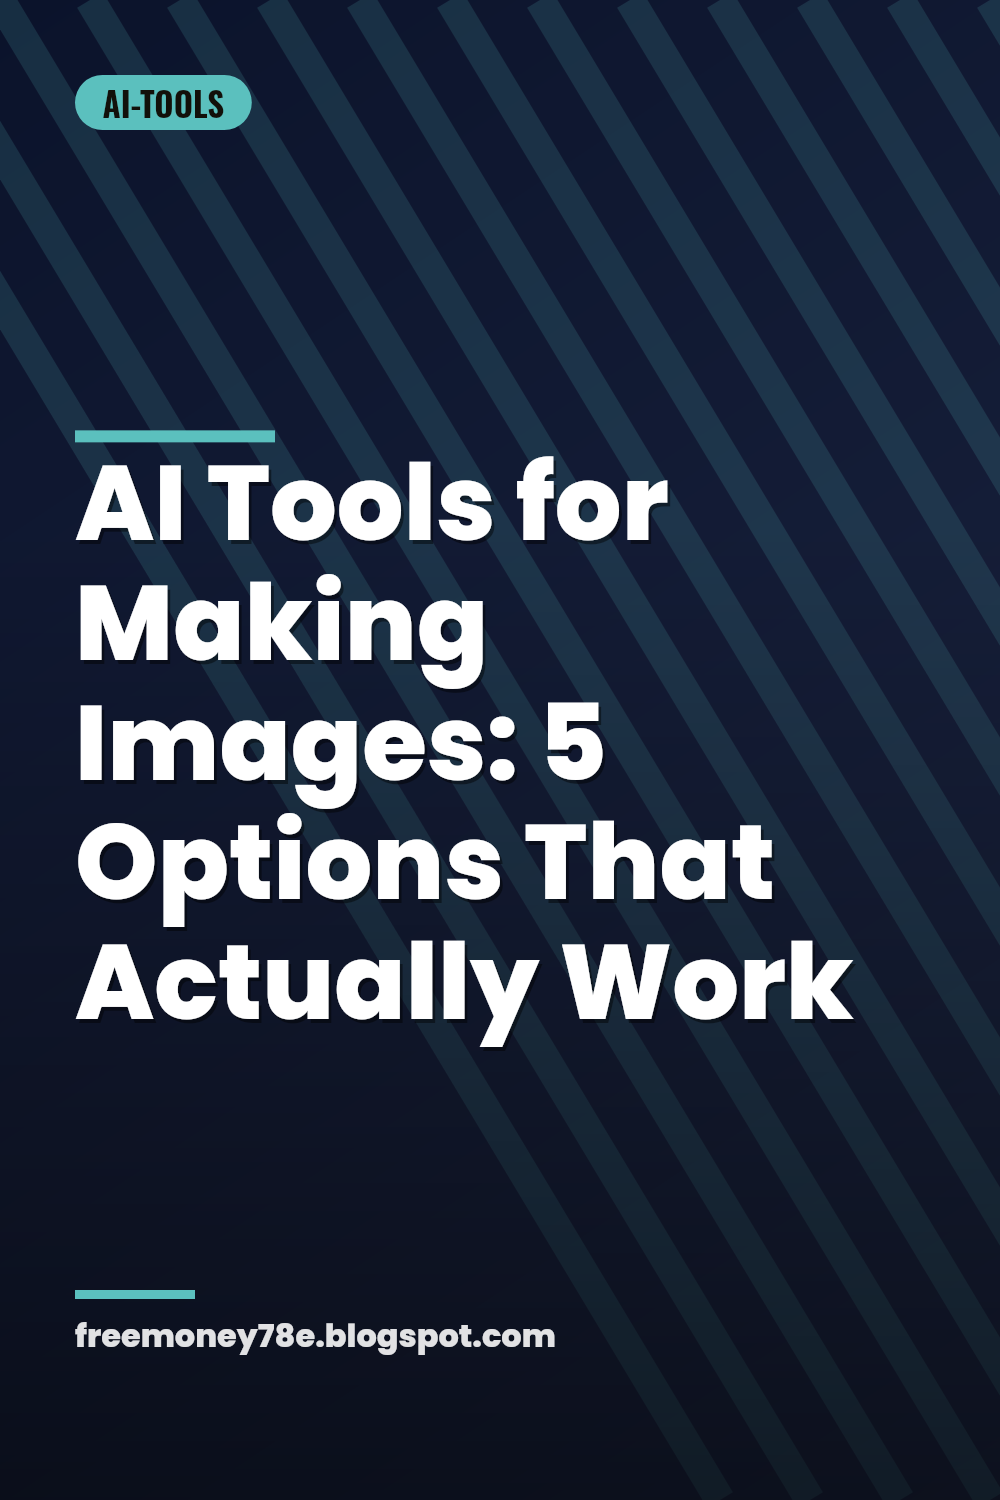 AI-TOOLS
AI Tools for
Making
Images: 5
Options That
Actually Work
freemoney78e.blogspot.com